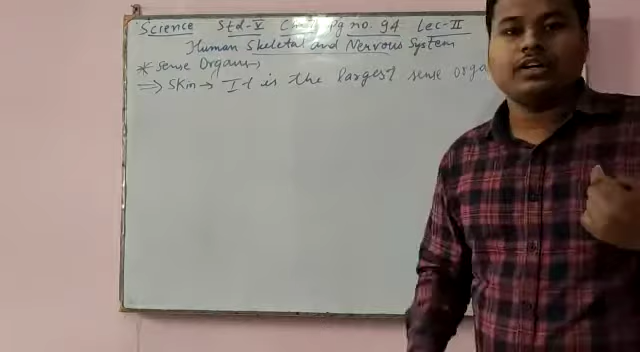 Science Std-V Pg no. 94 Lec-II
Human Skeletal and Nervous System
* Sense Organs
⇒ Skin → It is the largest sense orga